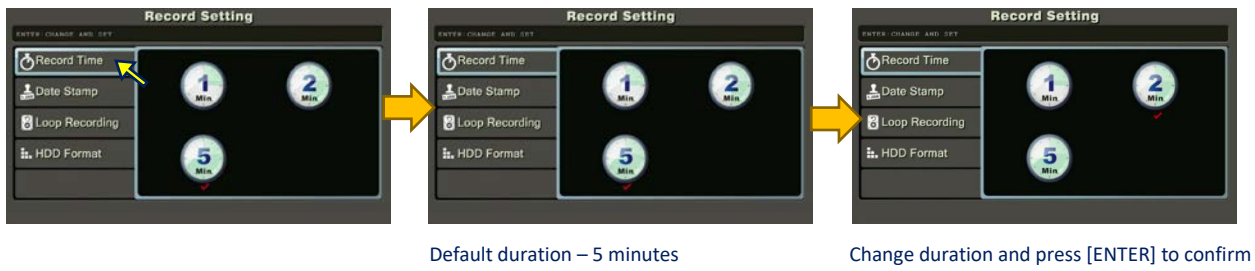 Record Setting
ENTER:CHANGE AND SET
Record Time
Date Stamp
Loop Recording
HDD Format
1
Min
2
Min
5
Min
Record Setting
ENTER:CHANGE AND SET
Record Time
Date Stamp
Loop Recording
HDD Format
1
Min
2
Min
5
Min
Default duration – 5 minutes
Record Setting
ENTER:CHANGE AND SET
Record Time
Date Stamp
Loop Recording
HDD Format
1
Min
2
Min
5
Min
Change duration and press [ENTER] to confirm